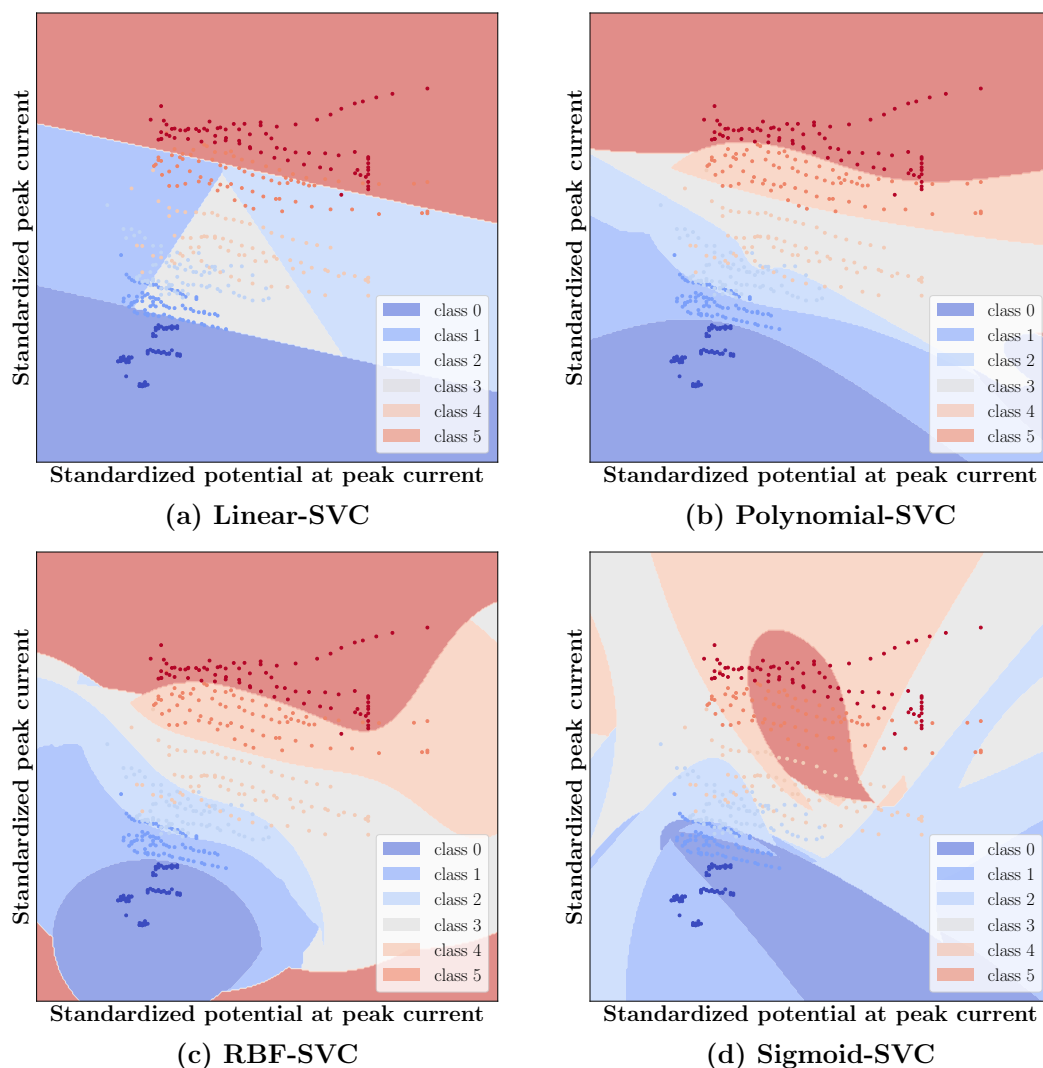 Standardized peak current
class 0
class 1
class 2
class 3
class 4
class 5
Standardized potential at peak current
(a) Linear-SVC
Standardized peak current
class 0
class 1
class 2
class 3
class 4
class 5
Standardized potential at peak current
(b) Polynomial-SVC
Standardized peak current
class 0
class 1
class 2
class 3
class 4
class 5
Standardized potential at peak current
(c) RBF-SVC
Standardized peak current
class 0
class 1
class 2
class 3
class 4
class 5
Standardized potential at peak current
(d) Sigmoid-SVC